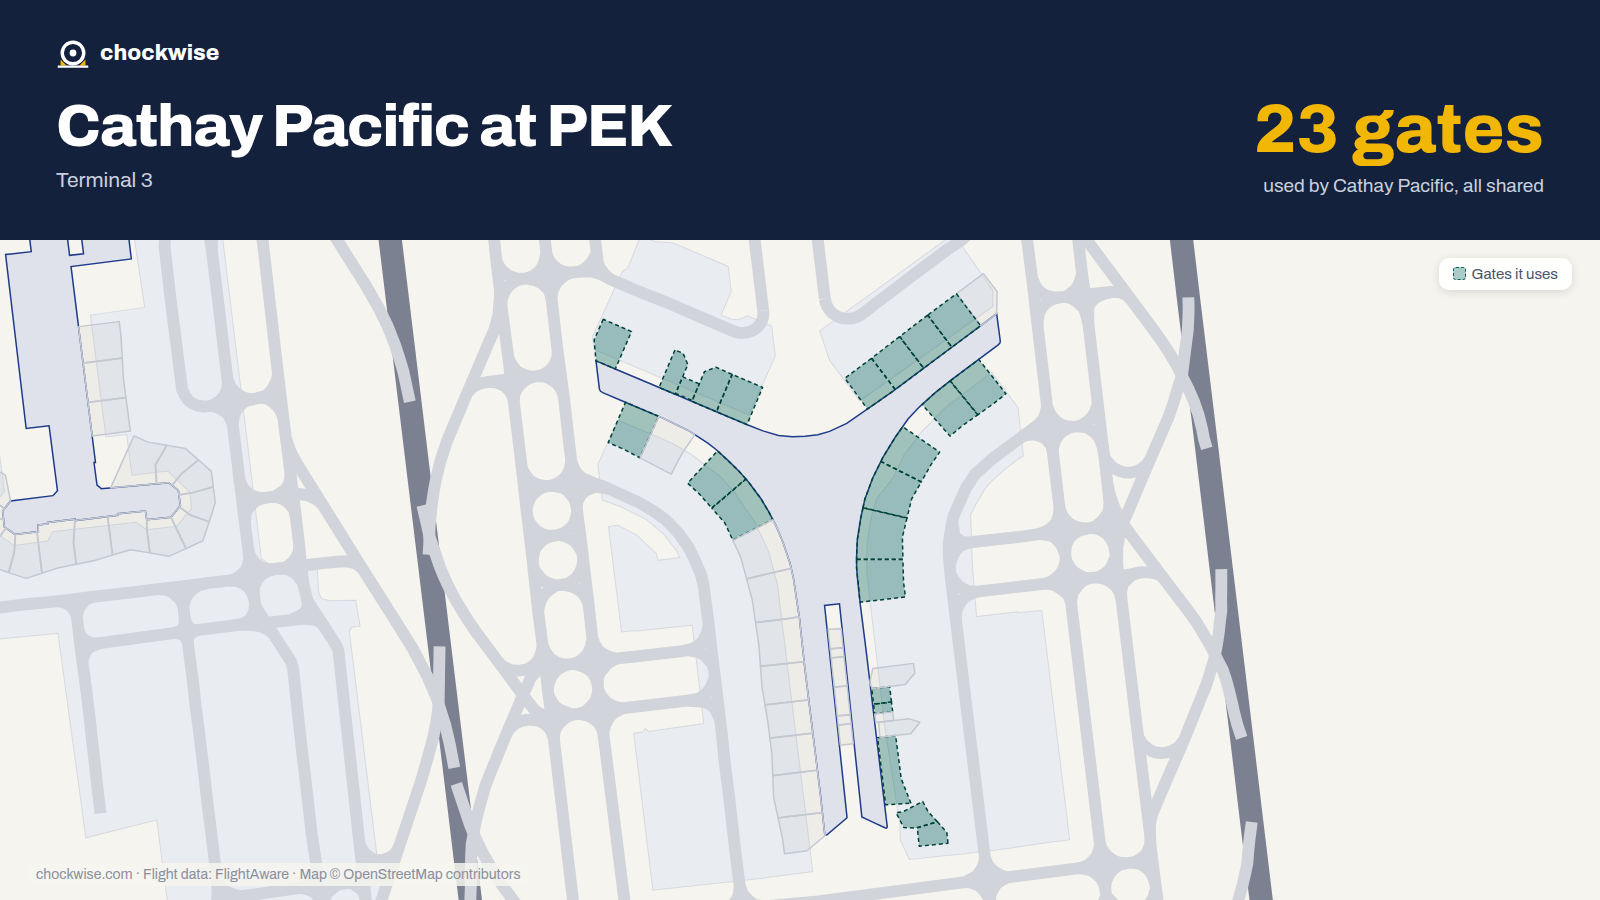 chockwise
Cathay Pacific at PEK
Terminal 3
23 gates
used by Cathay Pacific, all shared
Gates it uses
chockwise.com · Flight data: FlightAware · Map © OpenStreetMap contributors